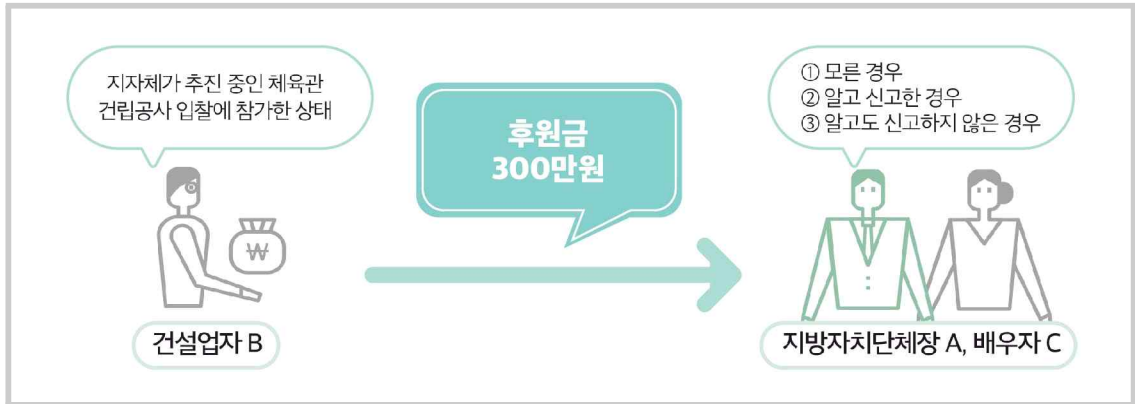 지자체가 추진 중인 체육관
건립공사 입찰에 참가한 상태
후원금
300만원
① 모른 경우
② 알고 신고한 경우
③ 알고도 신고하지 않은 경우
₩
건설업자 B
지방자치단체장 A, 배우자 C